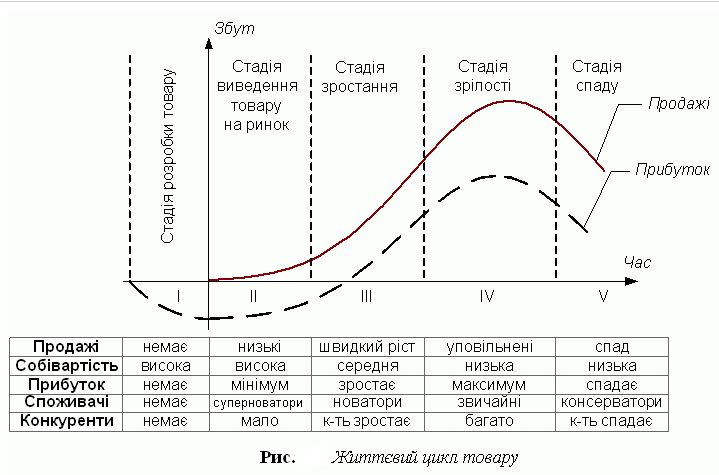 Збут
Стадія розробки товару
Стадія
виведення
товару
на ринок
Стадія
зростання
Стадія
зрілості
Стадія
спаду
Продажі
Прибуток
Час
I II III IV V
Продажі немає низькі швидкий ріст уповільнені спад
Собівартість висока висока середня низька низька
Прибуток немає мінімум зростає максимум спадає
Споживачі немає суперноватори новатори звичайні консерватори
Конкуренти немає мало к-ть зростає багато к-ть спадає
Рис. Життєвий цикл товару